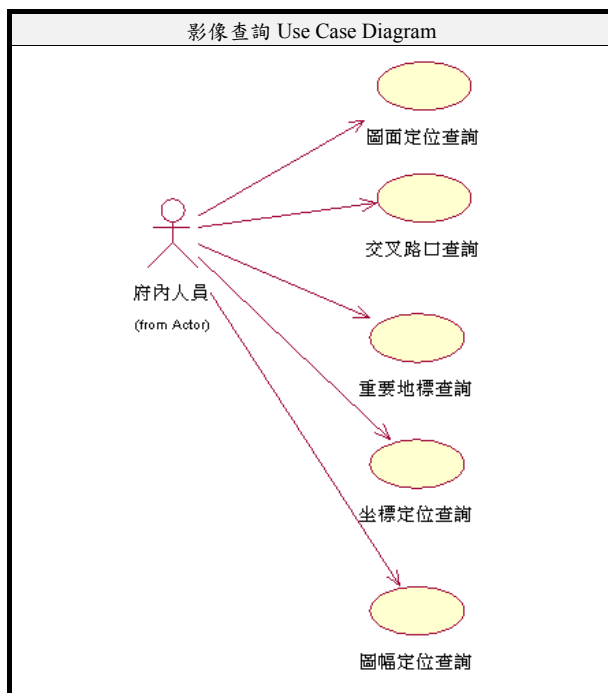 影像查詢 Use Case Diagram
圖面定位查詢
交叉路口查詢
府內人員
(from Actor)
重要地標查詢
坐標定位查詢
圖幅定位查詢